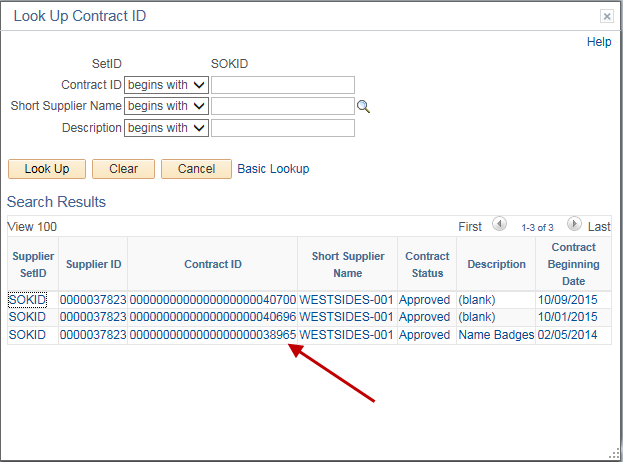 Look Up Contract ID
Help
SetID SOKID
Contract ID begins with
Short Supplier Name begins with
Description begins with
Look Up Clear Cancel Basic Lookup
Search Results
View 100 First 1-3 of 3 Last
Supplier SetID Supplier ID Contract ID Short Supplier Name Contract Status Description Contract Beginning Date
SOKID 0000037823 0000000000000000000040700 WESTSIDES-001 Approved (blank) 10/09/2015
SOKID 0000037823 0000000000000000000040696 WESTSIDES-001 Approved (blank) 10/01/2015
SOKID 0000037823 0000000000000000000038965 WESTSIDES-001 Approved Name Badges 02/05/2014